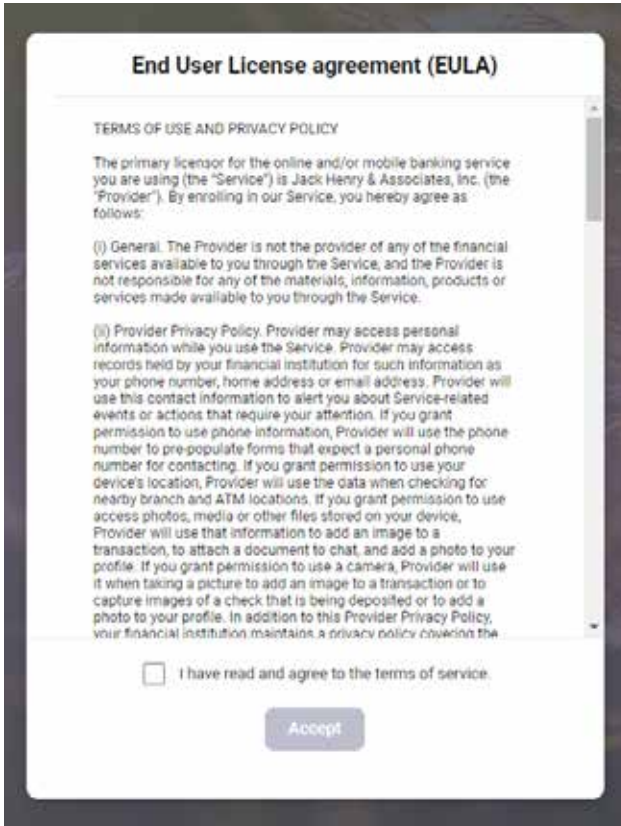 End User License agreement (EULA)
TERMS OF USE AND PRIVACY POLICY
The primary licensor for the online and/or mobile banking service
you are using (the "Service") is Jack Henry & Associates, Inc. (the
"Provider"). By enrolling in our Service, you hereby agree as
follows:
(i) General. The Provider is not the provider of any of the financial
services available to you through the Service, and the Provider is
not responsible for any of the materials, information, products or
services made available to you through the Service.
(ii) Provider Privacy Policy. Provider may access personal
information while you use the Service. Provider may access
records held by your financial institution for such information as
your phone number, home address or email address. Provider will
use this contact information to alert you about Service-related
events or actions that require your attention. If you grant
permission to use phone information, Provider will use the phone
number to pre-populate forms that expect a personal phone
number for contacting. If you grant permission to use your
device's location, Provider will use the data when checking for
nearby branch and ATM locations. If you grant permission to use
access photos, media or other files stored on your device,
Provider will use that information to add an image to a
transaction, to attach a document to chat, and add a photo to your
profile. If you grant permission to use a camera, Provider will use
it when taking a picture to add an image to a transaction or to
capture images of a check that is being deposited or to add a
photo to your profile. In addition to this Provider Privacy Policy,
your financial institution maintains a privacy policy covering the
I have read and agree to the terms of service.
Accept